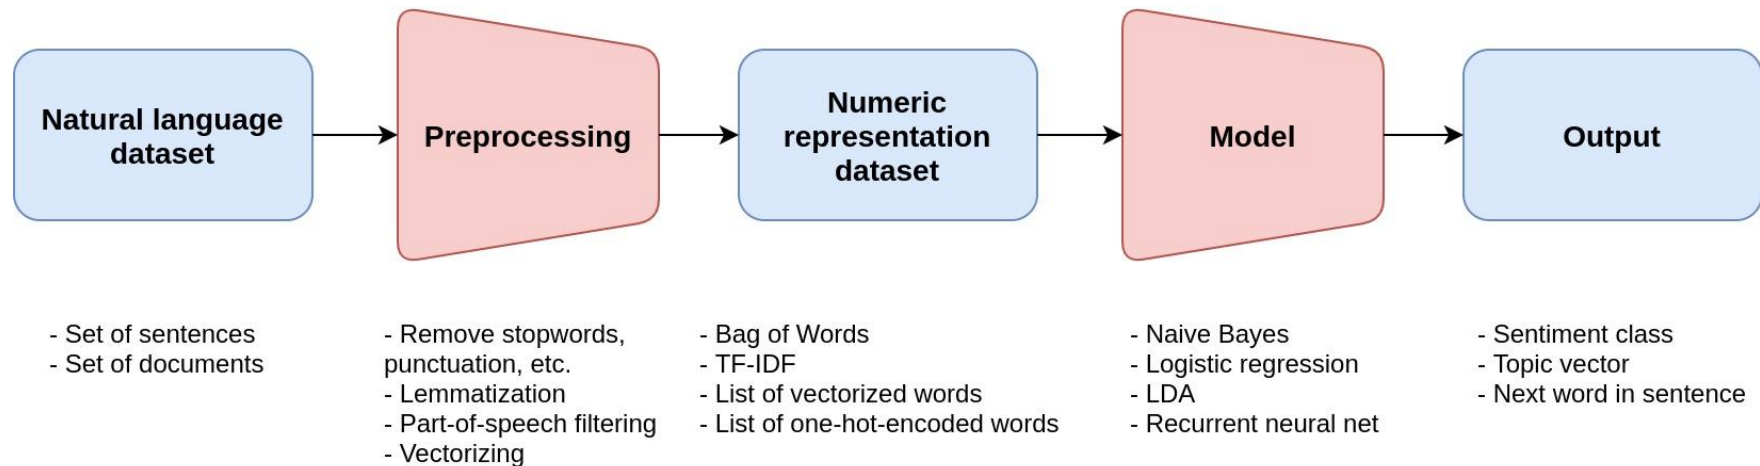 Natural language
dataset
Preprocessing
Numeric
representation
dataset
Model
Output
- Set of sentences
- Set of documents
- Remove stopwords,
punctuation, etc.
- Lemmatization
- Part-of-speech filtering
- Vectorizing
- Bag of Words
- TF-IDF
- List of vectorized words
- List of one-hot-encoded words
- Naive Bayes
- Logistic regression
- LDA
- Recurrent neural net
- Sentiment class
- Topic vector
- Next word in sentence